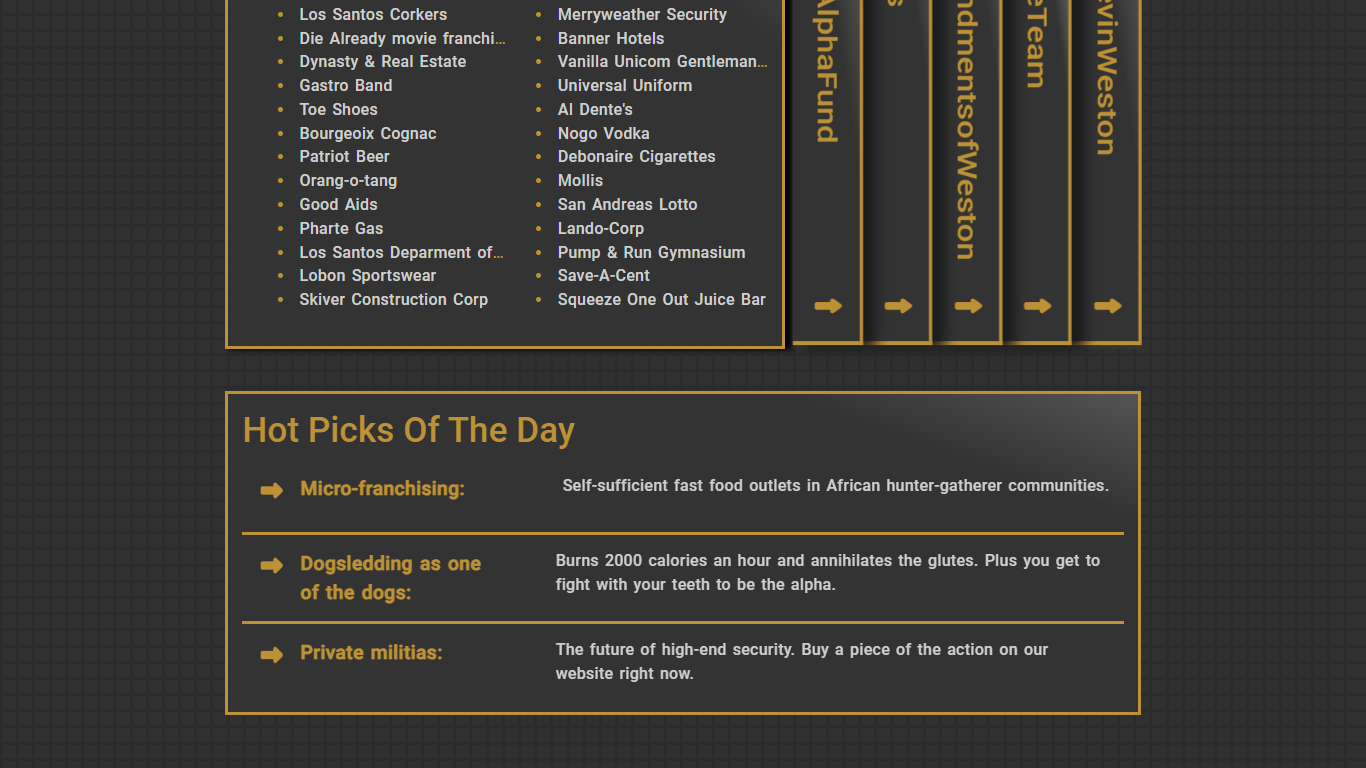 Los Santos Corkers
Die Already movie franchi...
Dynasty & Real Estate
Gastro Band
Toe Shoes
Bourgeoix Cognac
Patriot Beer
Orang-o-tang
Good Aids
Pharte Gas
Los Santos Deparment of...
Lobon Sportswear
Skiver Construction Corp
Merryweather Security
Banner Hotels
Vanilla Unicom Gentleman...
Universal Uniform
Al Dente's
Nogo Vodka
Debonaire Cigarettes
Mollis
San Andreas Lotto
Lando-Corp
Pump & Run Gymnasium
Save-A-Cent
Squeeze One Out Juice Bar
AlphaFund
s
ndmentsofWeston
eTeam
evinWeston
Hot Picks Of The Day
Micro-franchising:
Self-sufficient fast food outlets in African hunter-gatherer communities.
Dogsledding as one
of the dogs:
Burns 2000 calories an hour and annihilates the glutes. Plus you get to
fight with your teeth to be the alpha.
Private militias:
The future of high-end security. Buy a piece of the action on our
website right now.